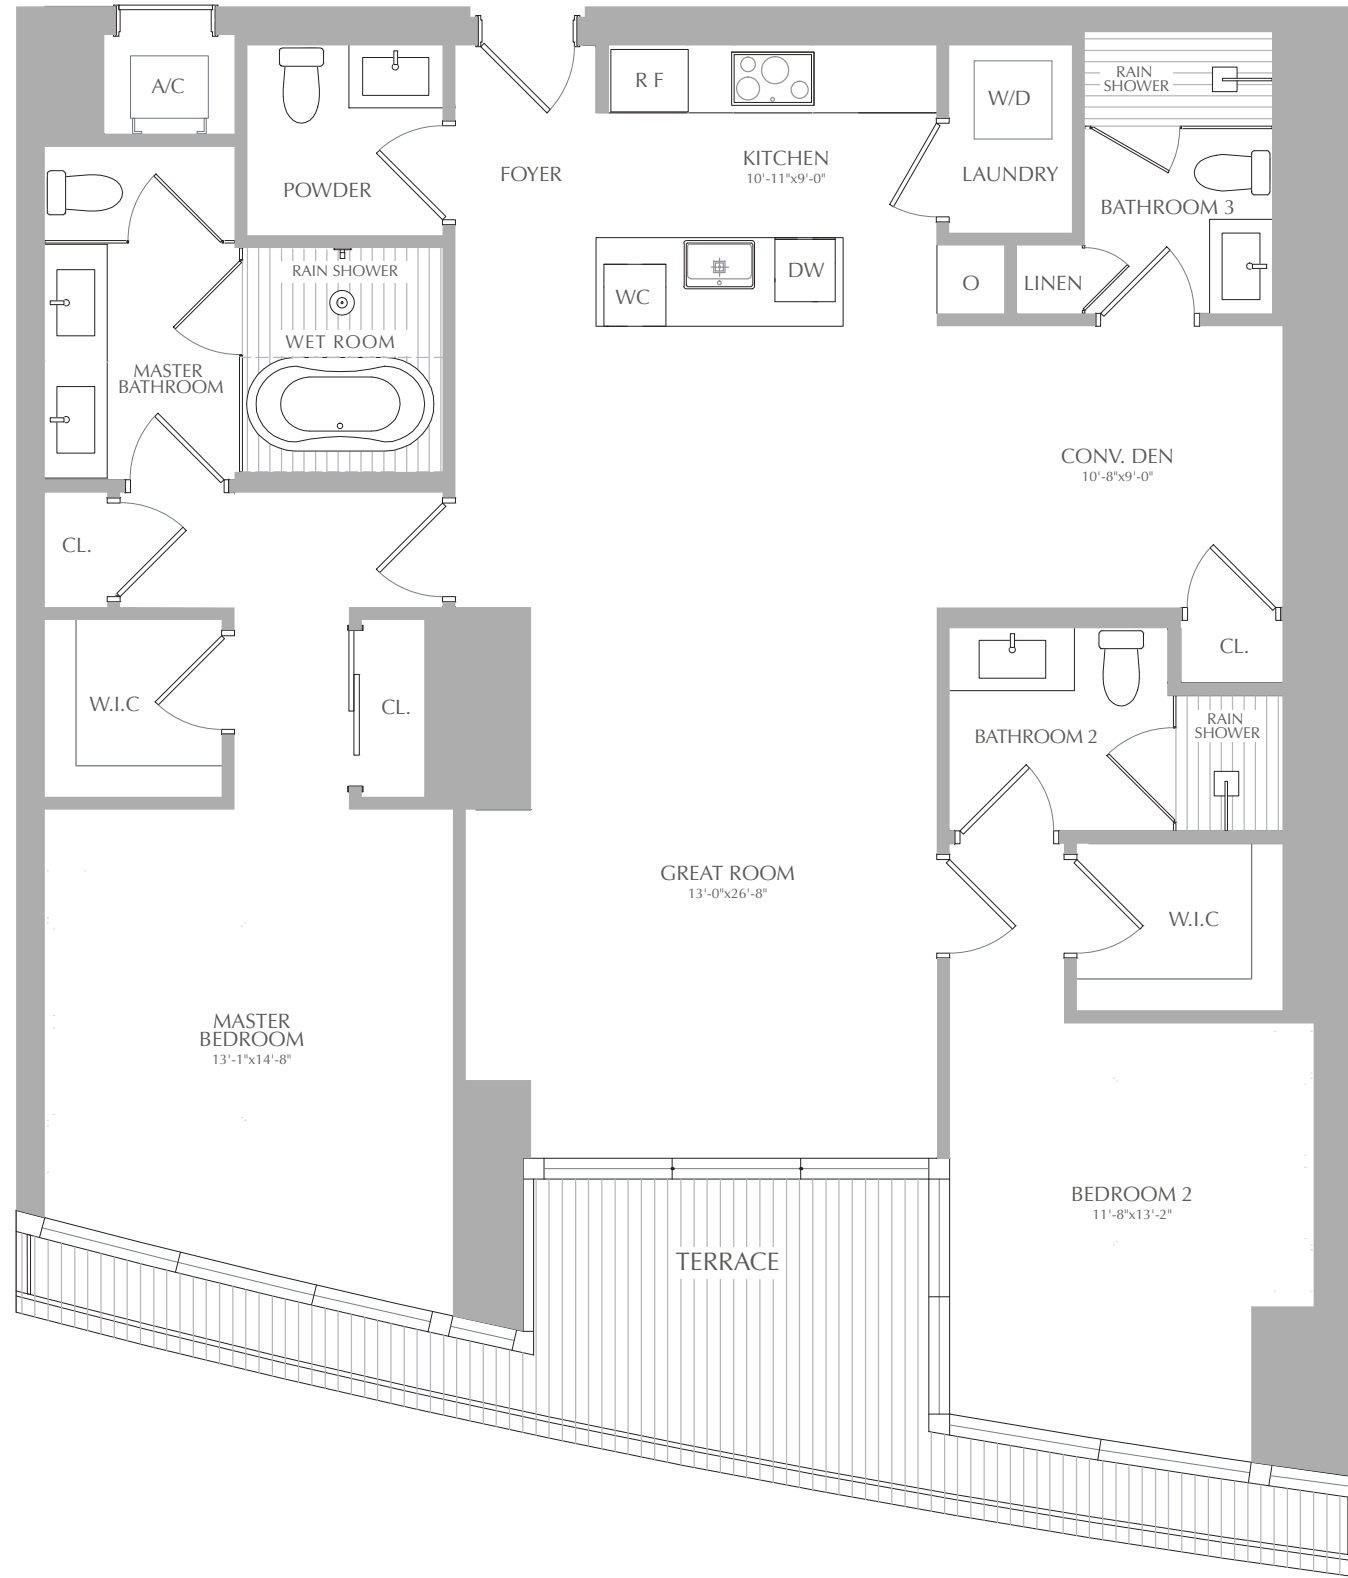 A/C
R F
W/D
RAIN
SHOWER
POWDER
FOYER
KITCHEN
10'-11"x9'-0"
LAUNDRY
BATHROOM 3
RAIN SHOWER
WET ROOM
WC
DW
O
LINEN
MASTER
BATHROOM
CONV. DEN
10'-8"x9'-0"
CL.
W.I.C
CL.
CL.
BATHROOM 2
RAIN
SHOWER
GREAT ROOM
13'-0"x26'-8"
W.I.C
MASTER
BEDROOM
13'-1"x14'-8"
BEDROOM 2
11'-8"x13'-2"
TERRACE